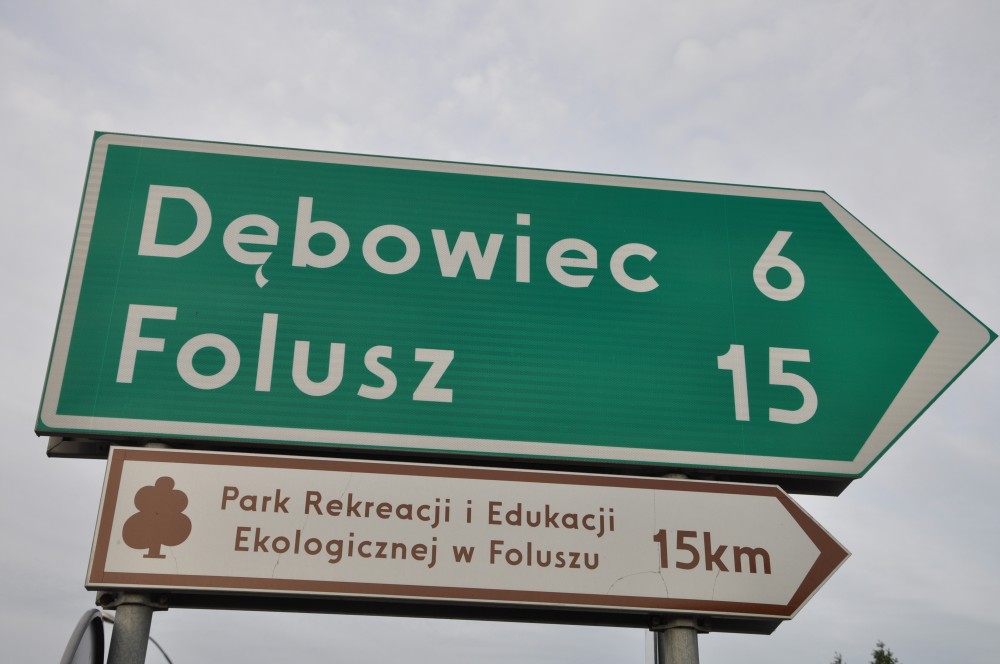 Dębowiec 6
Folusz 15
Park Rekreacji i Edukacji
Ekologicznej w Foluszu
15km